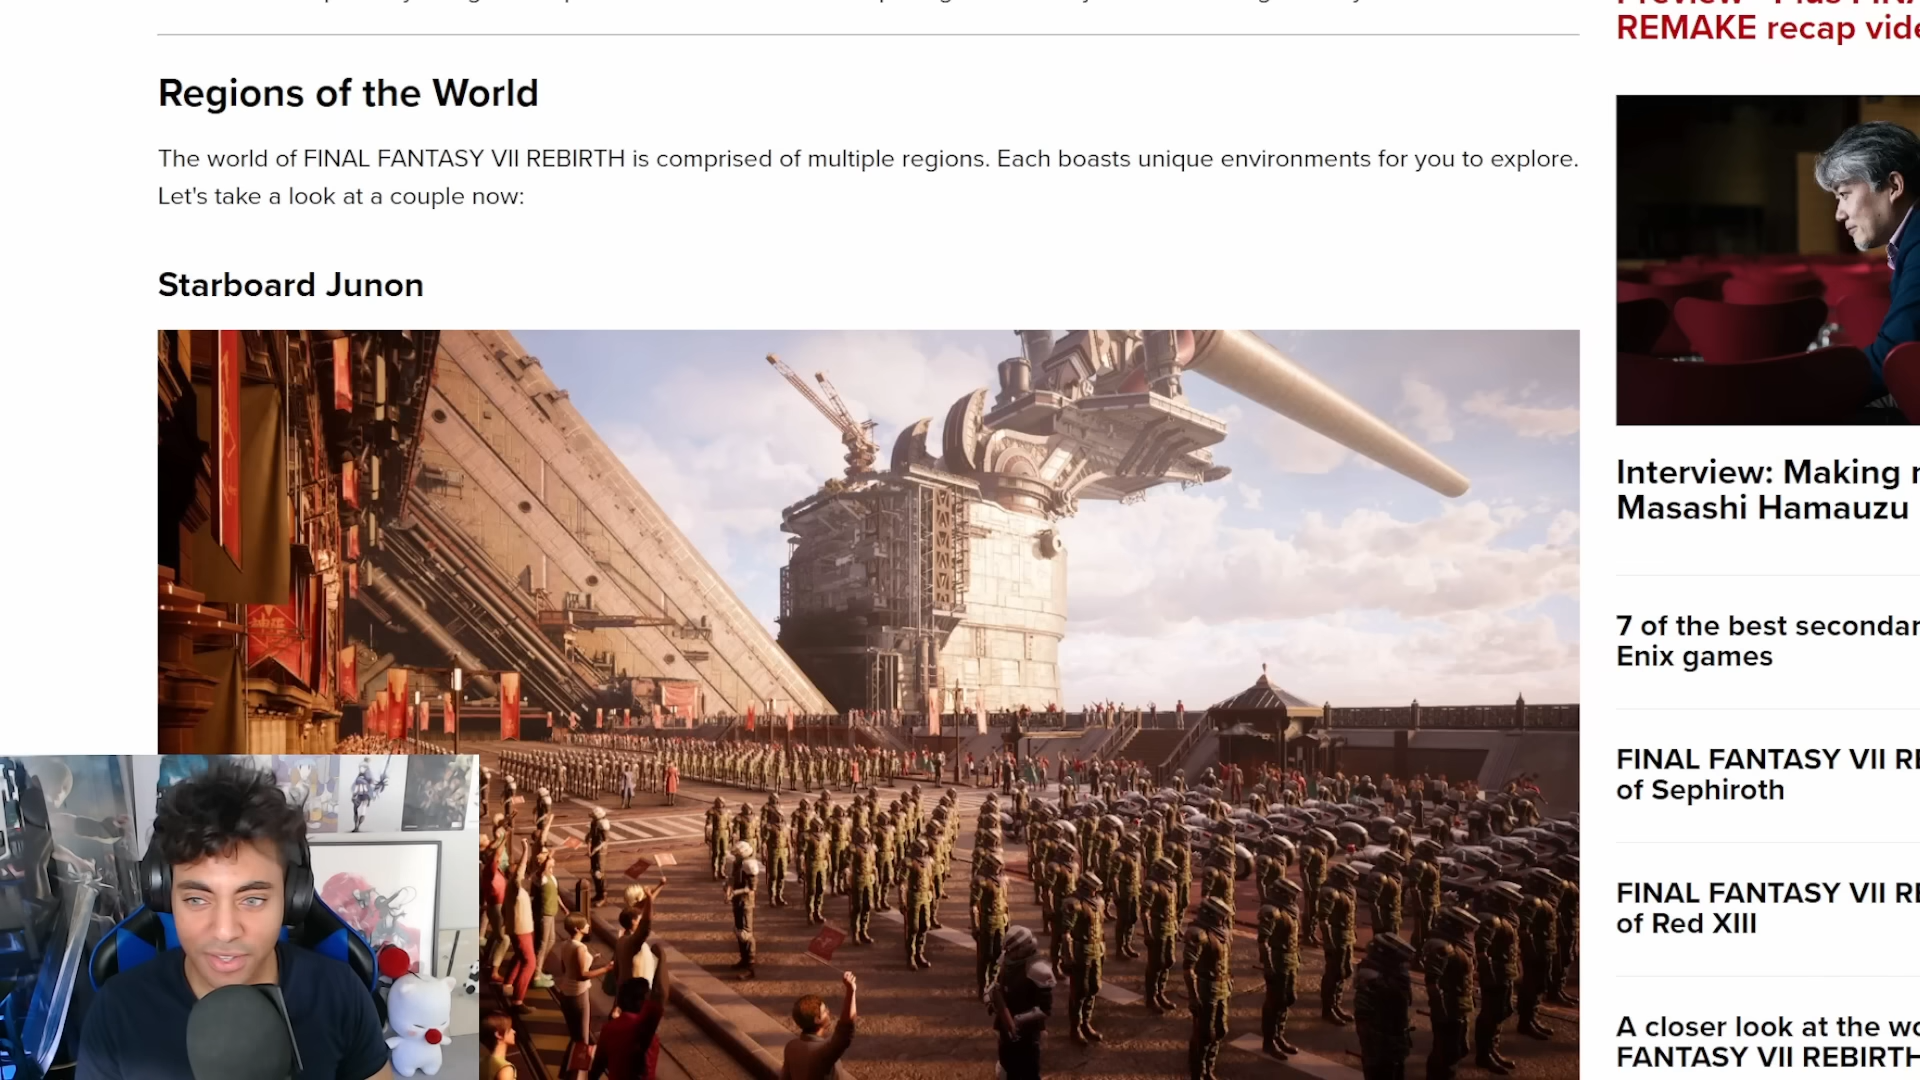 REMAKE recap
Regions of the World
The world of FINAL FANTASY VII REBIRTH is comprised of multiple regions. Each boasts unique environments for you to explore.
Let's take a look at a couple now:
Starboard Junon
Interview: Making
Masashi Hamauzu
7 of the best
Enix games
FINAL FANTASY VII
of Sephiroth
FINAL FANTASY VII
of Red XIII
A closer look at the
FANTASY VII REBIRTH